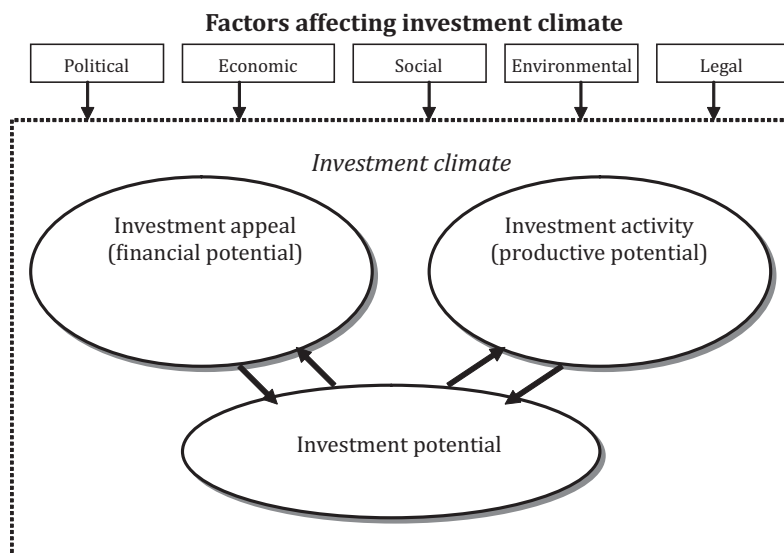 Factors affecting investment climate
Political
Economic
Social
Environmental
Legal
Investment climate
Investment appeal
(financial potential)
Investment activity
(productive potential)
Investment potential